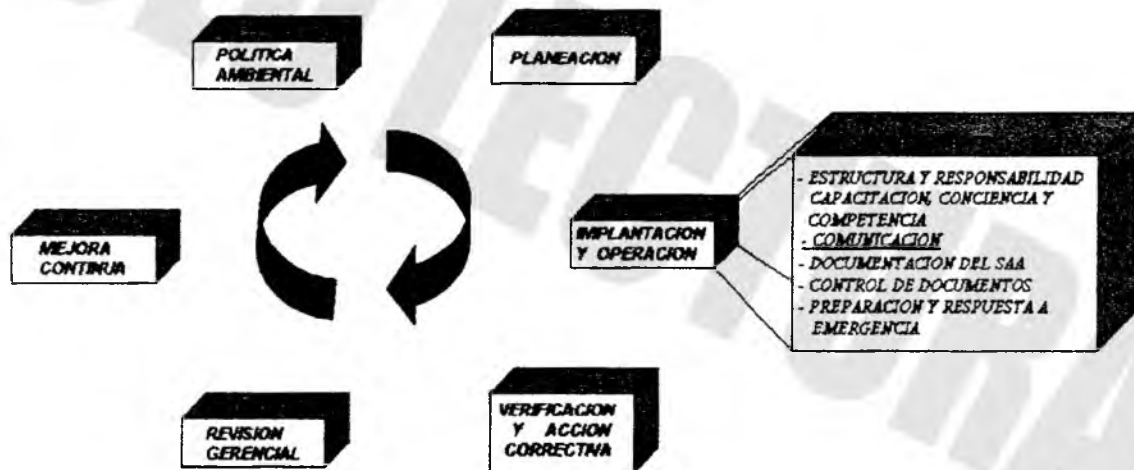 POLITICA
AMBIENTAL
PLANEACION
- ESTRUCTURA Y RESPONSABILIDAD
CAPACITACION, CONCIENCIA Y
COMPETENCIA
- COMUNICACION
- DOCUMENTACION DEL SAA
- CONTROL DE DOCUMENTOS
- PREPARACION Y RESPUESTA A
EMERGENCIA
IMPLANTACION
Y OPERACION
MEJORA
CONTINUA
VERIFICACION
Y ACCION
CORRECTIVA
REVISION
GERENCIAL